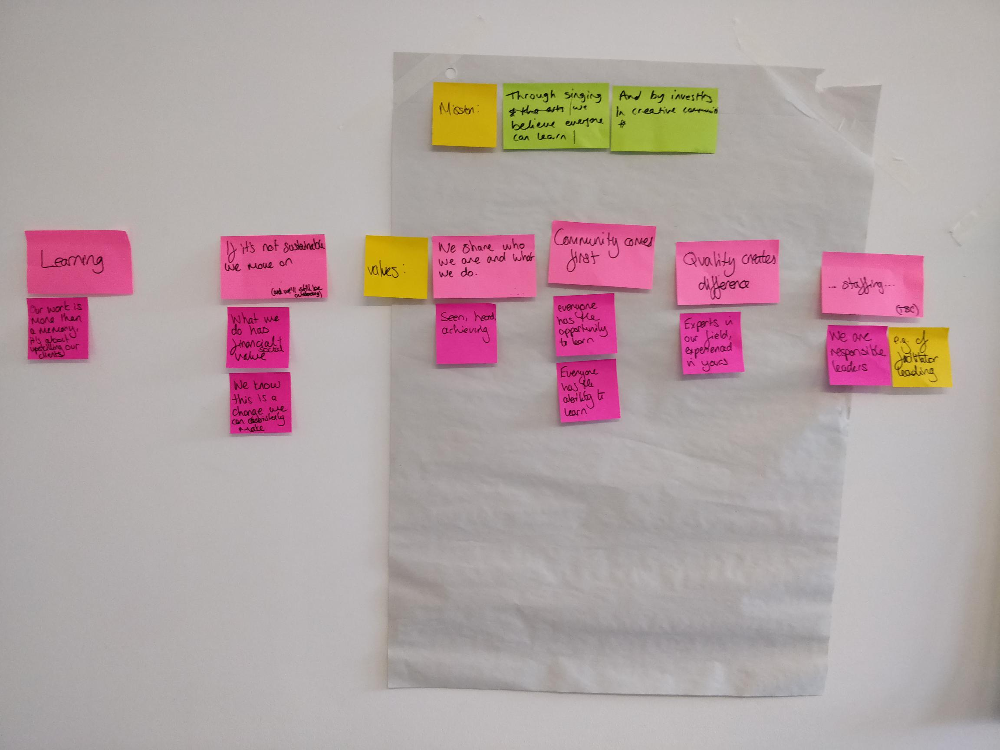 Mission:
Through singing
& the arts we
believe everyone
can learn
And by investing
In creative communiti
#
Learning
Our work is
more than
a memory,
it's about
upskilling our
clients
If it's not sustainable
we move on
(and we'll still be
What we
do has
financial +
social
value
We know
this is a
change we
can
make
values:
We share who
we are and what
we do.
Seen, heard,
achieving
Community comes
first
everyone
has the
opportunity
to learn
Everyone
has the
ability to
learn
Quality creates
difference
Experts in
our field,
experienced
in yours
... staffing...
(TBC)
We are
responsible
leaders
e.g. of
facilitator
leading